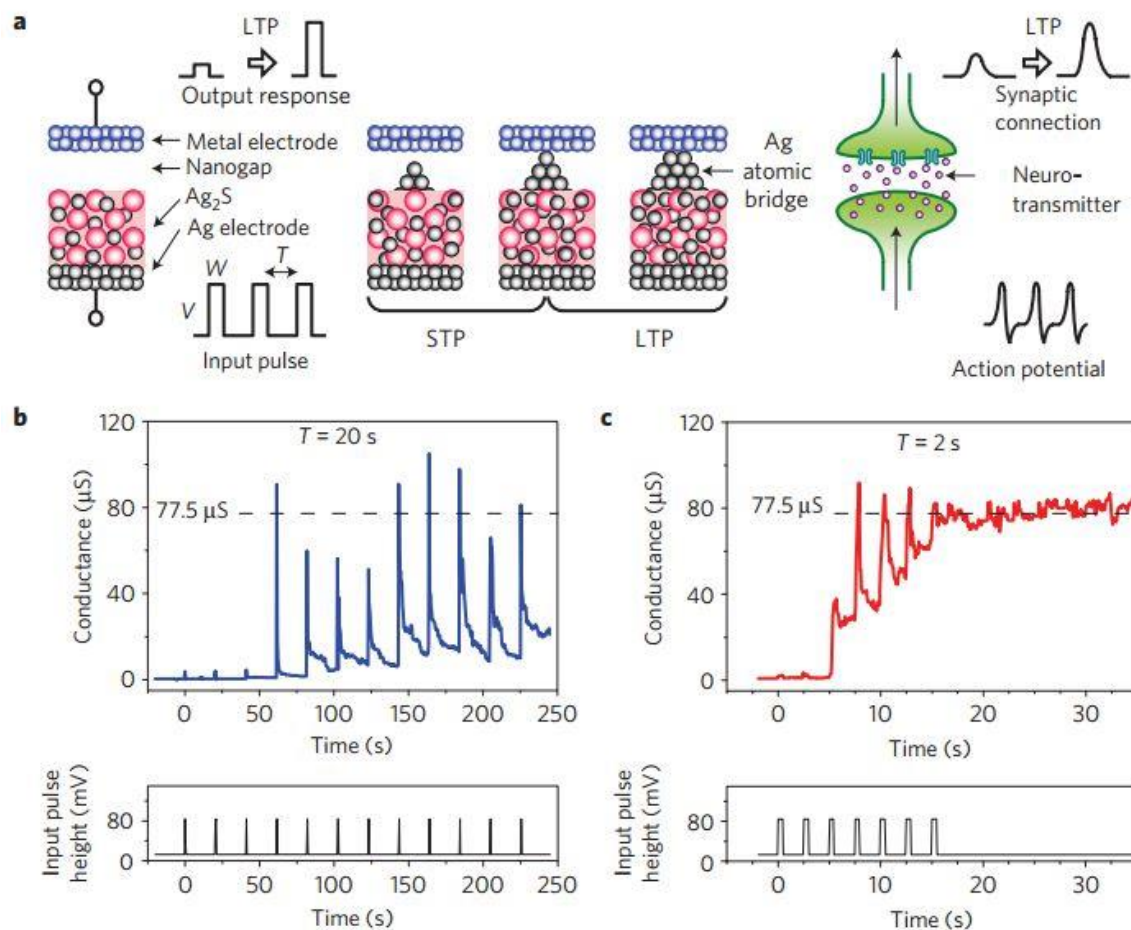 a
LTP
Output response
Metal electrode
Nanogap
Ag₂S
Ag electrode
W
T
V
Input pulse
STP
LTP
Ag
atomic
bridge
LTP
Synaptic
connection
Neuro-
transmitter
Action potential
b
120
80
40
0
Conductance (µS)
T = 20 s
77.5 µS
0 50 100 150 200 250
Time (s)
Input pulse
height (mV)
80
0
0 50 100 150 200 250
Time (s)
c
120
80
40
0
Conductance (µS)
T = 2 s
77.5 µS
0 10 20 30
Time (s)
Input pulse
height (mV)
80
0
0 10 20 30
Time (s)